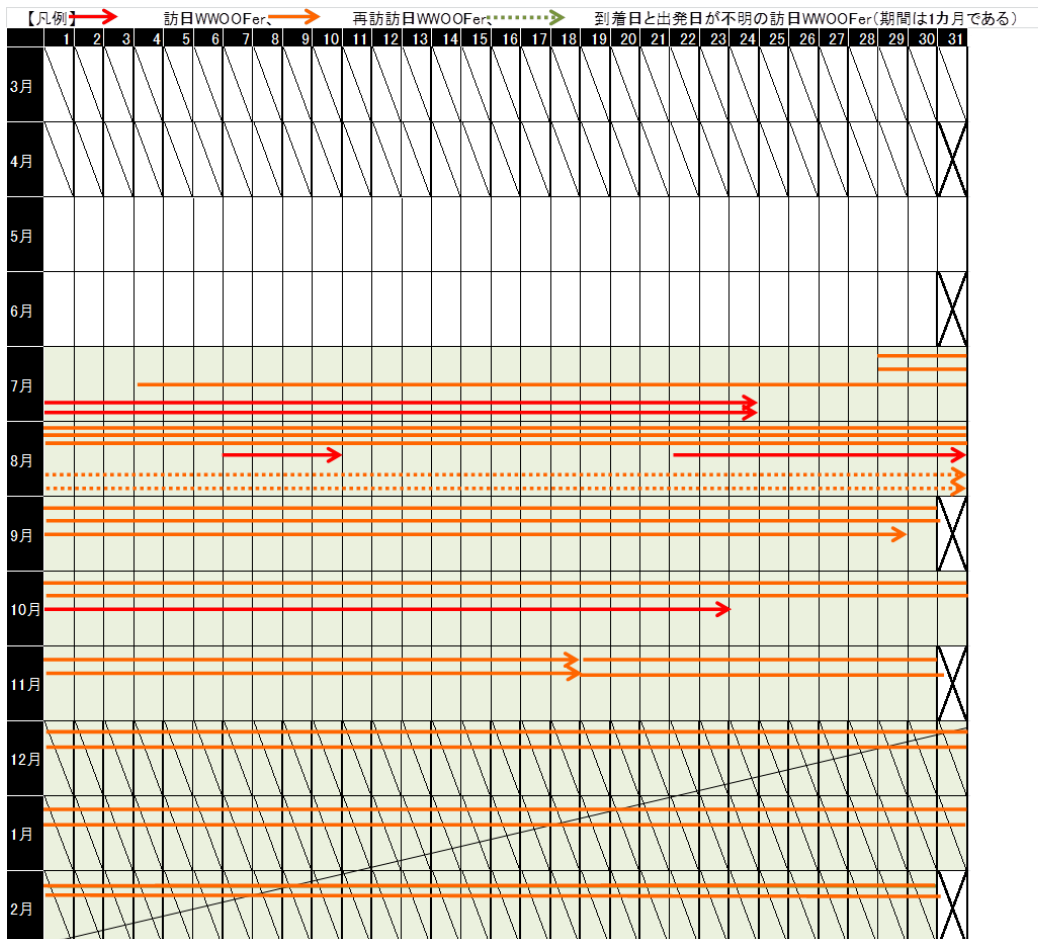 【凡例】 訪日WWOOFer、 再訪訪日WWOOFer、 到着日と出発日が不明の訪日WWOOFer(期間は1カ月である)
1 2 3 4 5 6 7 8 9 10 11 12 13 14 15 16 17 18 19 20 21 22 23 24 25 26 27 28 29 30 31
3月
4月
5月
6月
7月
8月
9月
10月
11月
12月
1月
2月